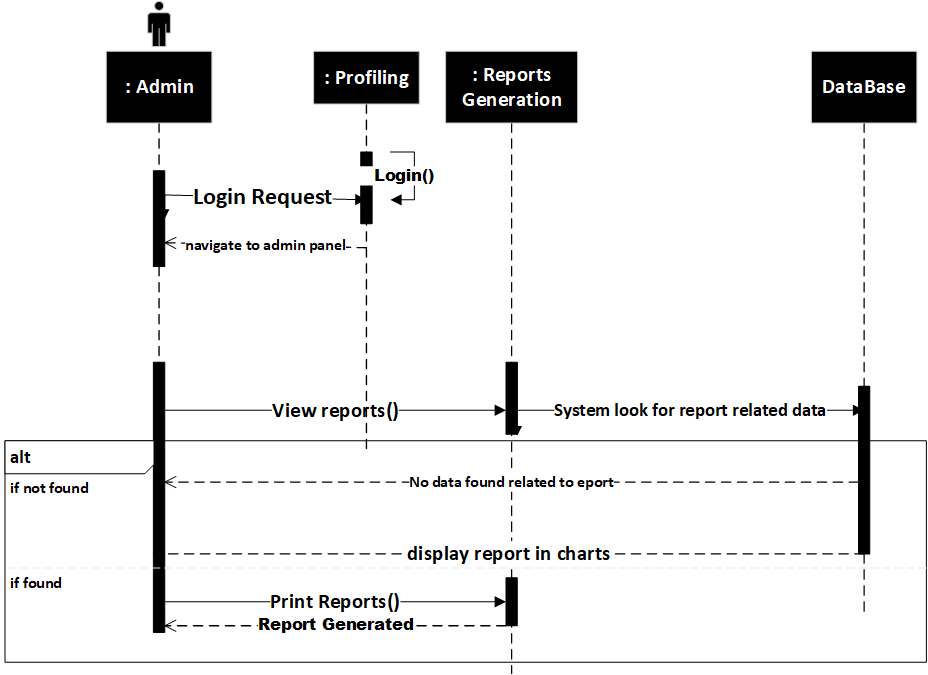 : Admin
: Profiling
: Reports
Generation
DataBase
Login()
Login Request
navigate to admin panel
View reports()
System look for report related data
alt
if not found
No data found related to eport
display report in charts
if found
Print Reports()
Report Generated